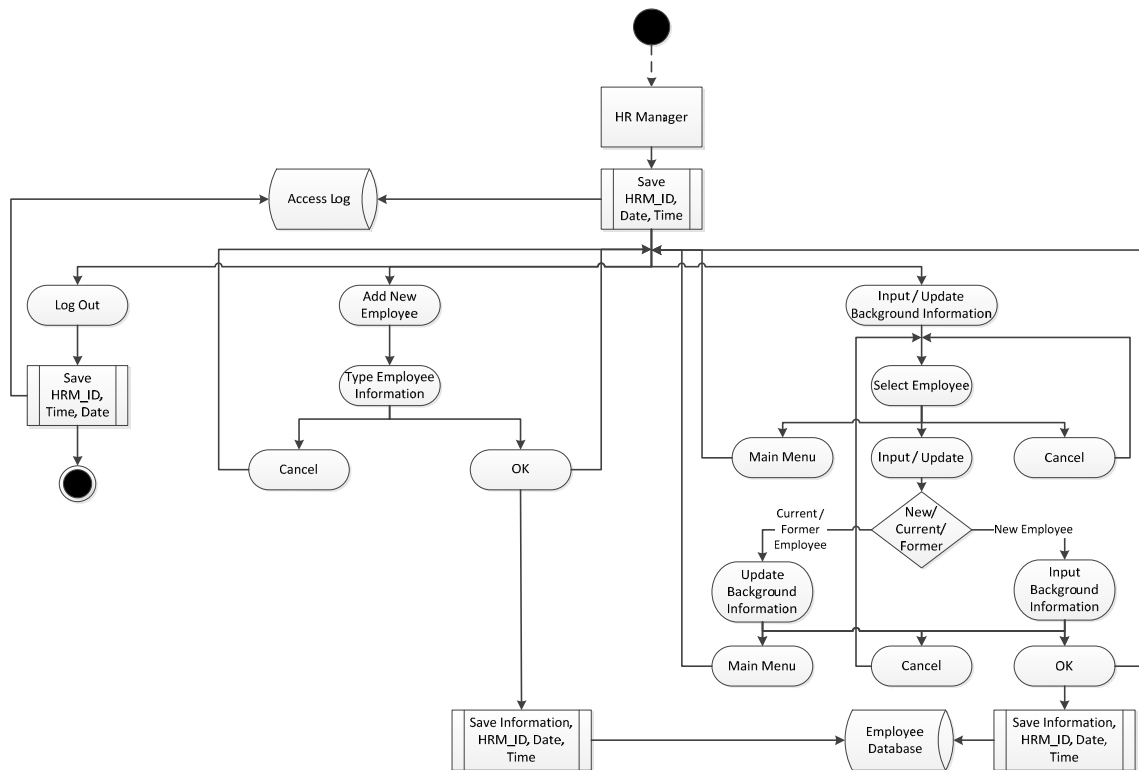 HR Manager
Save
HRM_ID,
Date, Time
Access Log
Log Out
Add New
Employee
Input / Update
Background Information
Save
HRM_ID,
Time, Date
Type Employee
Information
Select Employee
Cancel
OK
Main Menu
Input / Update
Cancel
Current /
Former
Employee
New/
Current/
Former
New Employee
Update
Background
Information
Input
Background
Information
Main Menu
Cancel
OK
Save Information,
HRM_ID, Date,
Time
Employee
Database
Save Information,
HRM_ID, Date,
Time